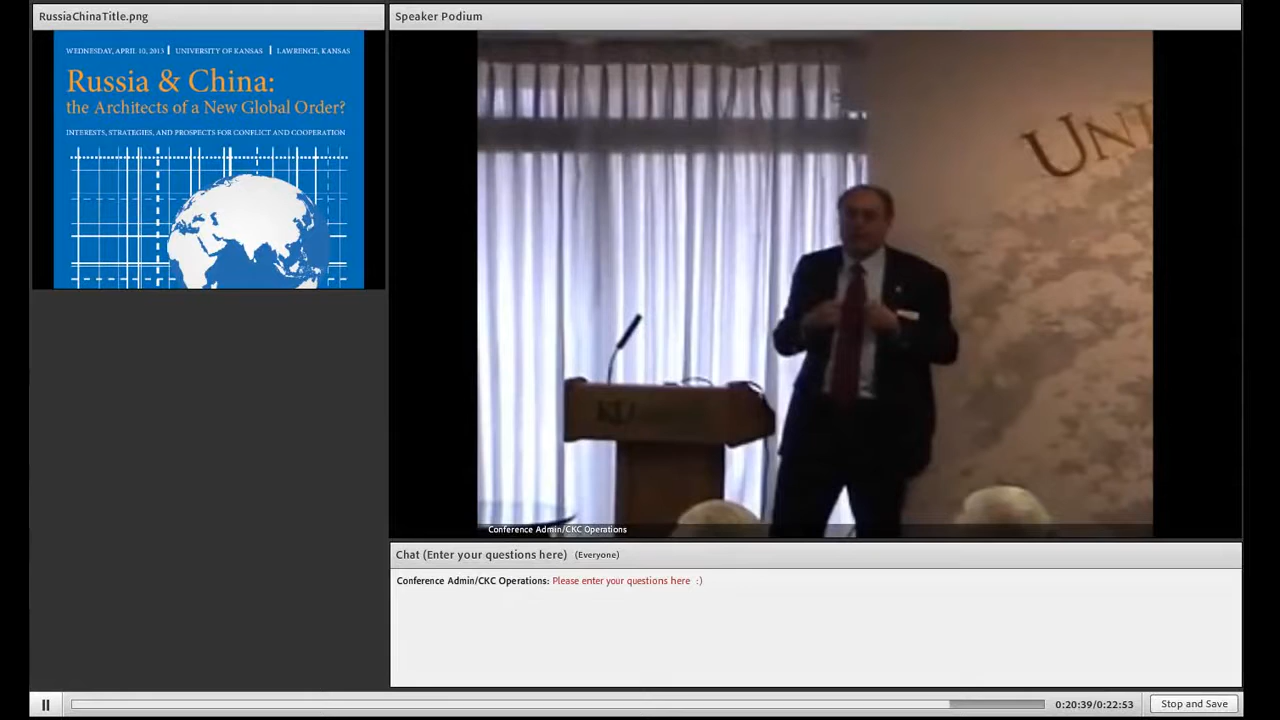 RussiaChinaTitle.png
WEDNESDAY, APRIL 10, 2013 | UNIVERSITY OF KANSAS | LAWRENCE, KANSAS
Russia & China:
the Architects of a New Global Order?
INTERESTS, STRATEGIES, AND PROSPECTS FOR CONFLICT AND COOPERATION
Speaker Podium
UNI
KU
Conference Admin/CKC Operations
Chat (Enter your questions here) (Everyone)
Conference Admin/CKC Operations: Please enter your questions here :)
0:20:39/0:22:53
Stop and Save